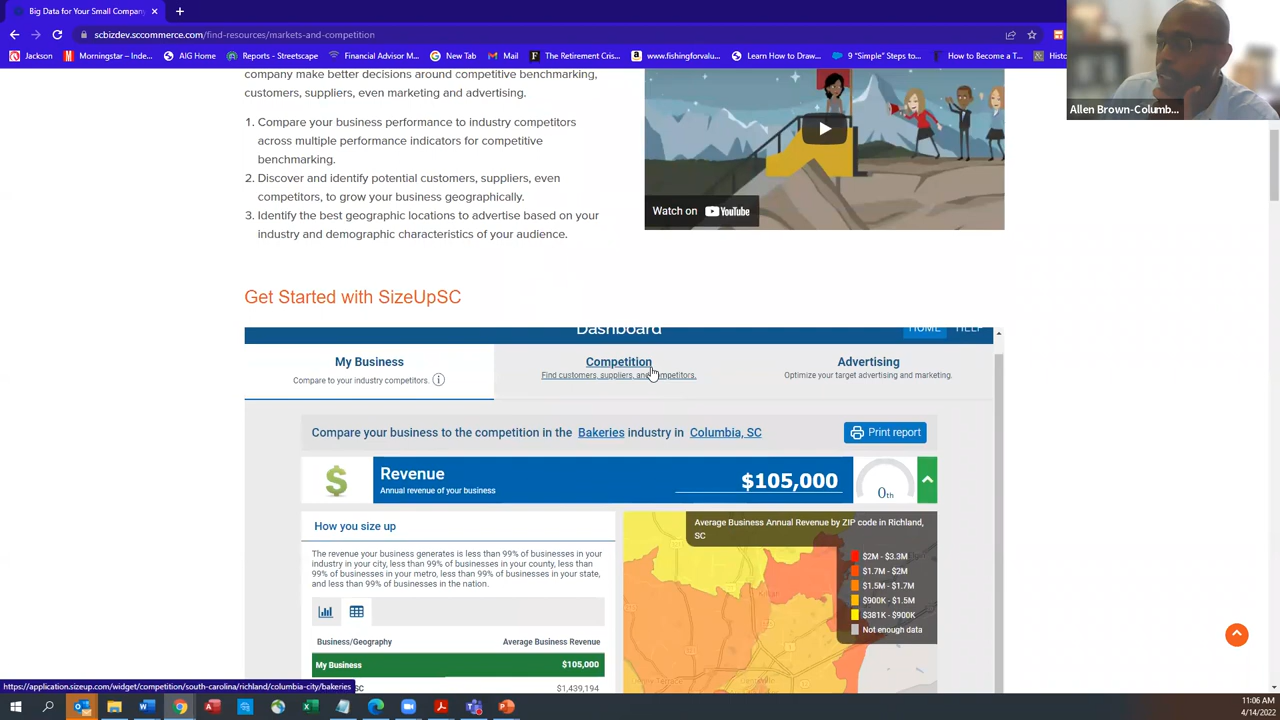 Big Data for Your Small Company
scbizdev.sccommerce.com/find-resources/markets-and-competition
Jackson
Morningstar – Inde...
AIG Home
Reports - Streetscape
Financial Advisor M...
New Tab
Mail
The Retirement Cris...
www.fishingforvalu...
Learn How to Draw...
9 "Simple" Steps to...
How to Become a T...
Allen Brown-Columb...
company make better decisions around competitive benchmarking,
customers, suppliers, even marketing and advertising.
1. Compare your business performance to industry competitors
across multiple performance indicators for competitive
benchmarking.
2. Discover and identify potential customers, suppliers, even
competitors, to grow your business geographically.
3. Identify the best geographic locations to advertise based on your
industry and demographic characteristics of your audience.
Watch on YouTube
Get Started with SizeUpSC
Dashboard
HOME HELP
My Business
Compare to your industry competitors.
Competition
Find customers, suppliers, and competitors.
Advertising
Optimize your target advertising and marketing.
Compare your business to the competition in the Bakeries industry in Columbia, SC
Print report
$
Revenue
Annual revenue of your business
$105,000
0th
How you size up
The revenue your business generates is less than 99% of businesses in your
industry in your city, less than 99% of businesses in your county, less than
99% of businesses in your metro, less than 99% of businesses in your state,
and less than 99% of businesses in the nation.
Business/Geography Average Business Revenue
My Business $105,000
SC $1,439,194
Average Business Annual Revenue by ZIP code in Richland,
SC
$2M - $3.3M
$1.7M - $2M
$1.5M - $1.7M
$900K - $1.5M
$381K - $900K
Not enough data
https://application.sizeup.com/widget/competition/south-carolina/richland/columbia-city/bakeries
11:06 AM
4/14/2022